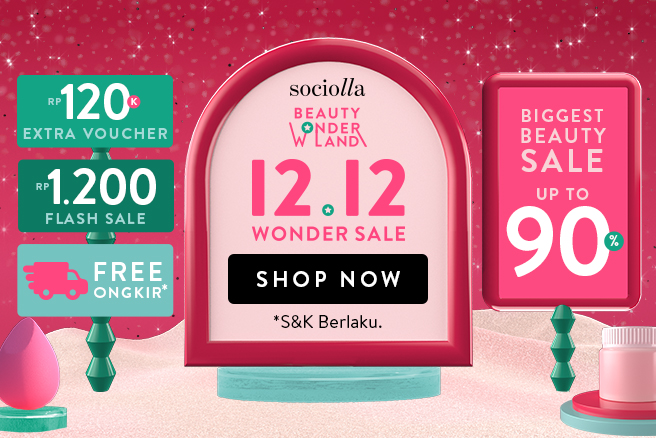 RP 120 K
EXTRA VOUCHER
RP 1.200
FLASH SALE
FREE
ONGKIR*
sociolla
BEAUTY
WONDER
LAND
12.12
WONDER SALE
SHOP NOW
*S&K Berlaku.
BIGGEST
BEAUTY
SALE
UP TO
90%